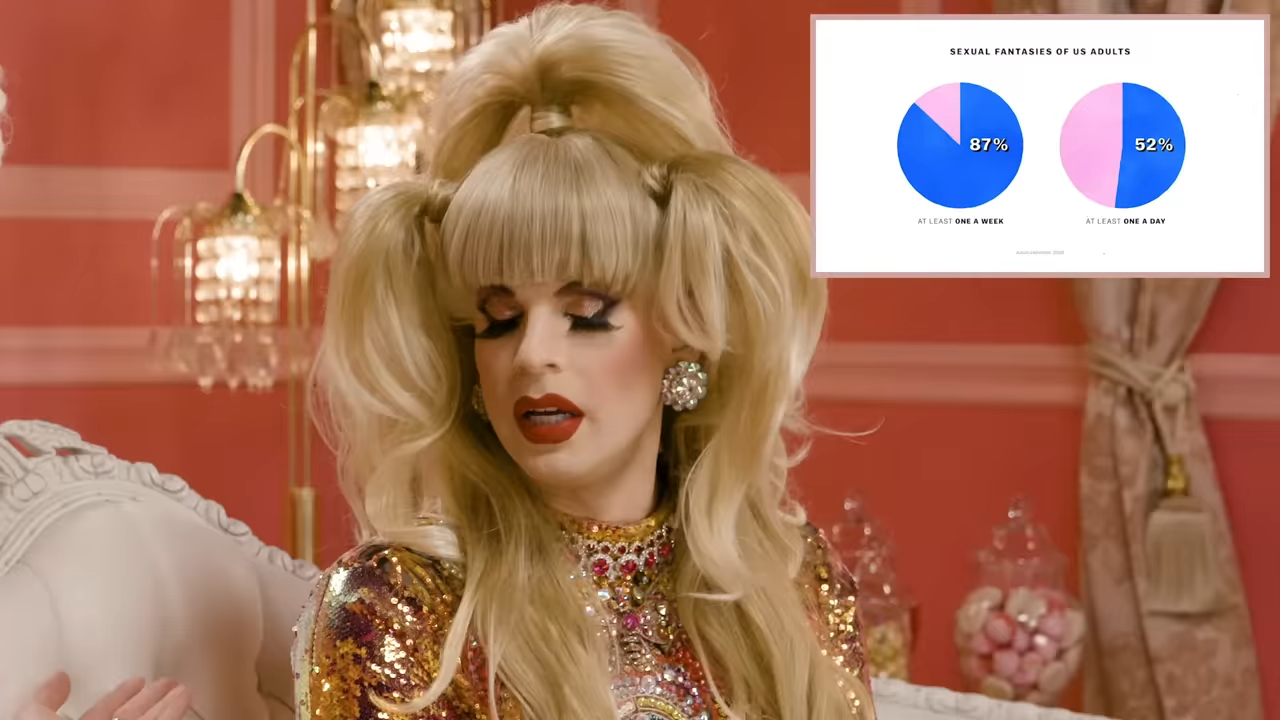 SEXUAL FANTASIES OF US ADULTS
87%
52%
AT LEAST ONE A WEEK
AT LEAST ONE A DAY